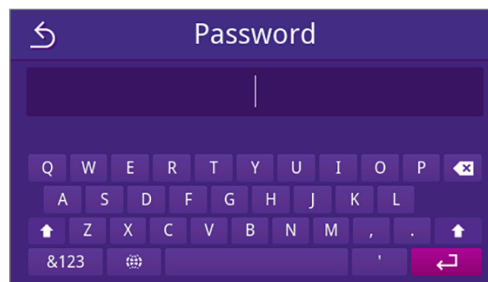 Password
Q W E R T Y U I O P
A S D F G H J K L
Z X C V B N M , .
&123 '